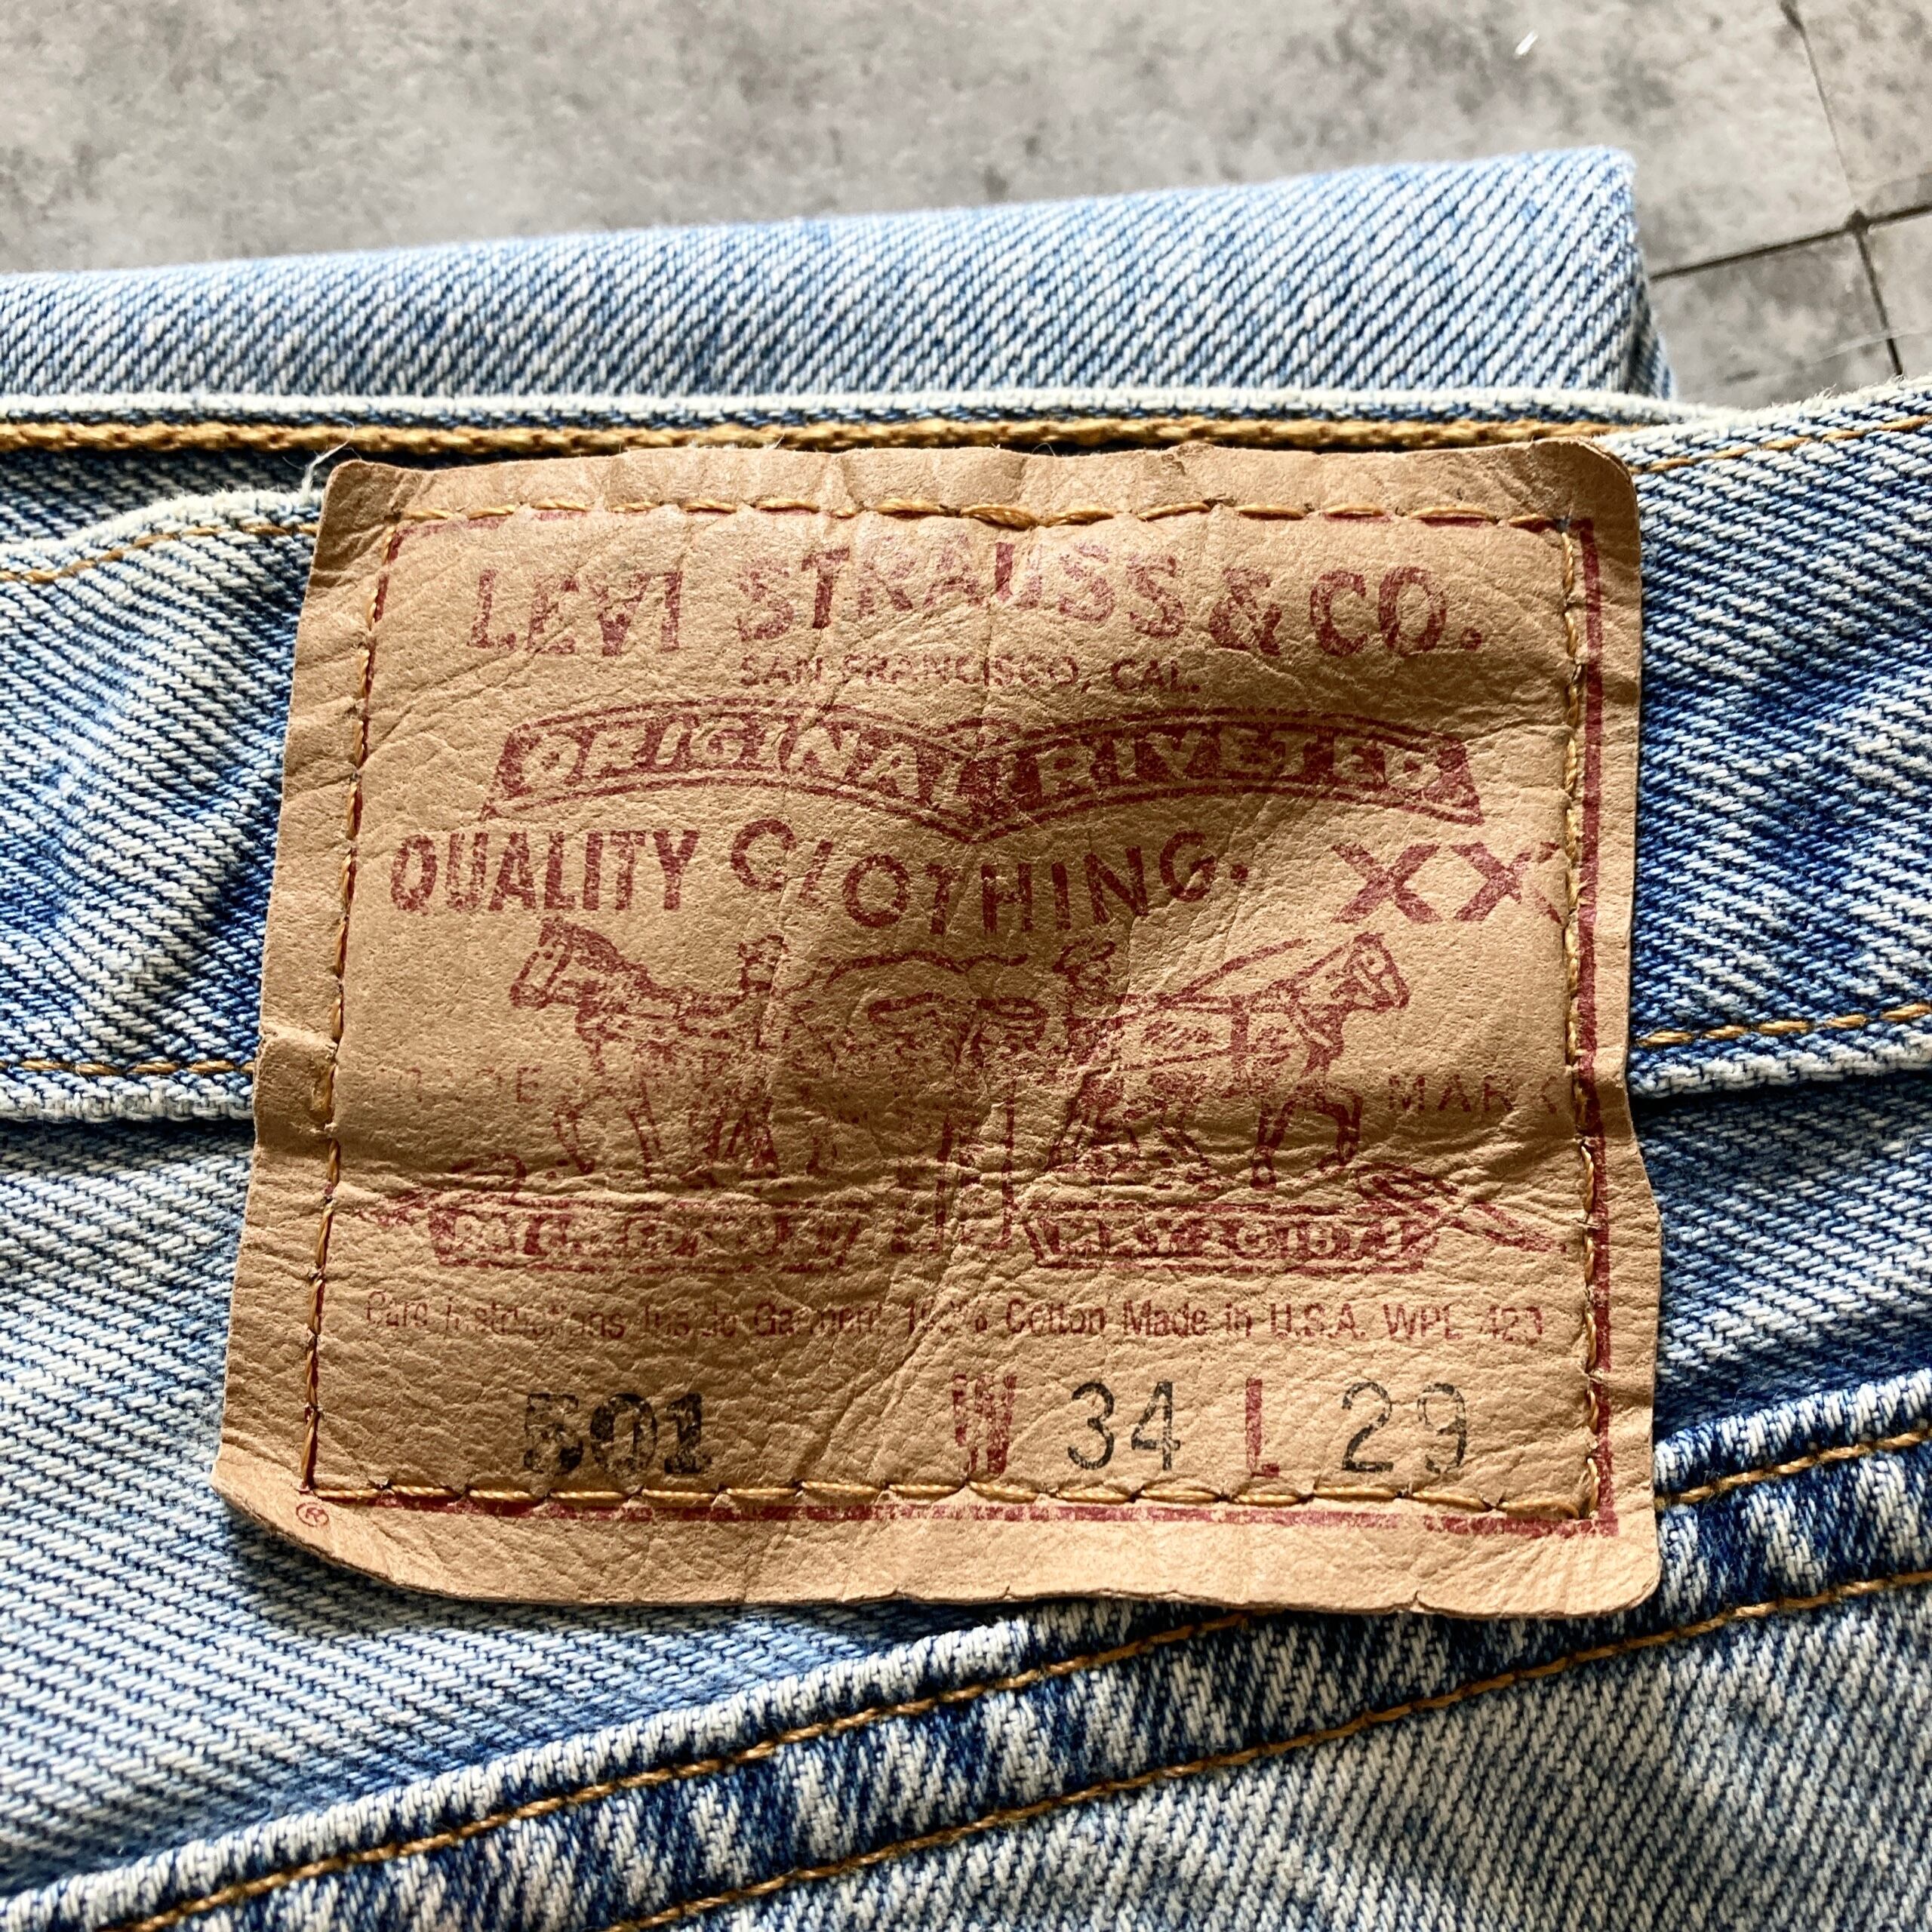 LEVI STRAUSS & CO.
SAN FRANCISCO, CAL.
ORIGINAL RIVETED
QUALITY CLOTHING. XX
MARK
Care Instructions Inside Garment. 100% Cotton Made in U.S.A. WPL 423
501 W 34 L 29
®